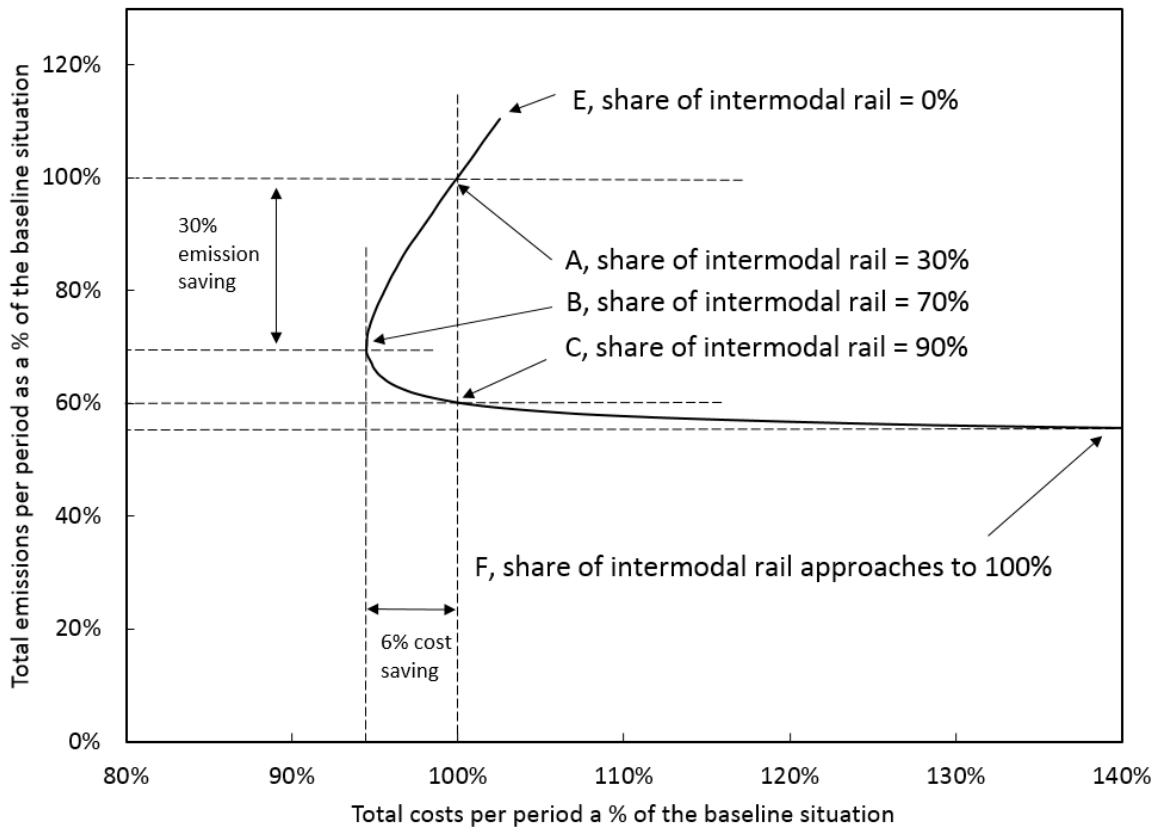 120%
100%
80%
60%
40%
20%
0%
80%
90%
100%
110%
120%
130%
140%
Total emissions per period as a % of the baseline situation
Total costs per period a % of the baseline situation
E, share of intermodal rail = 0%
A, share of intermodal rail = 30%
B, share of intermodal rail = 70%
C, share of intermodal rail = 90%
F, share of intermodal rail approaches to 100%
30%
emission
saving
6% cost
saving